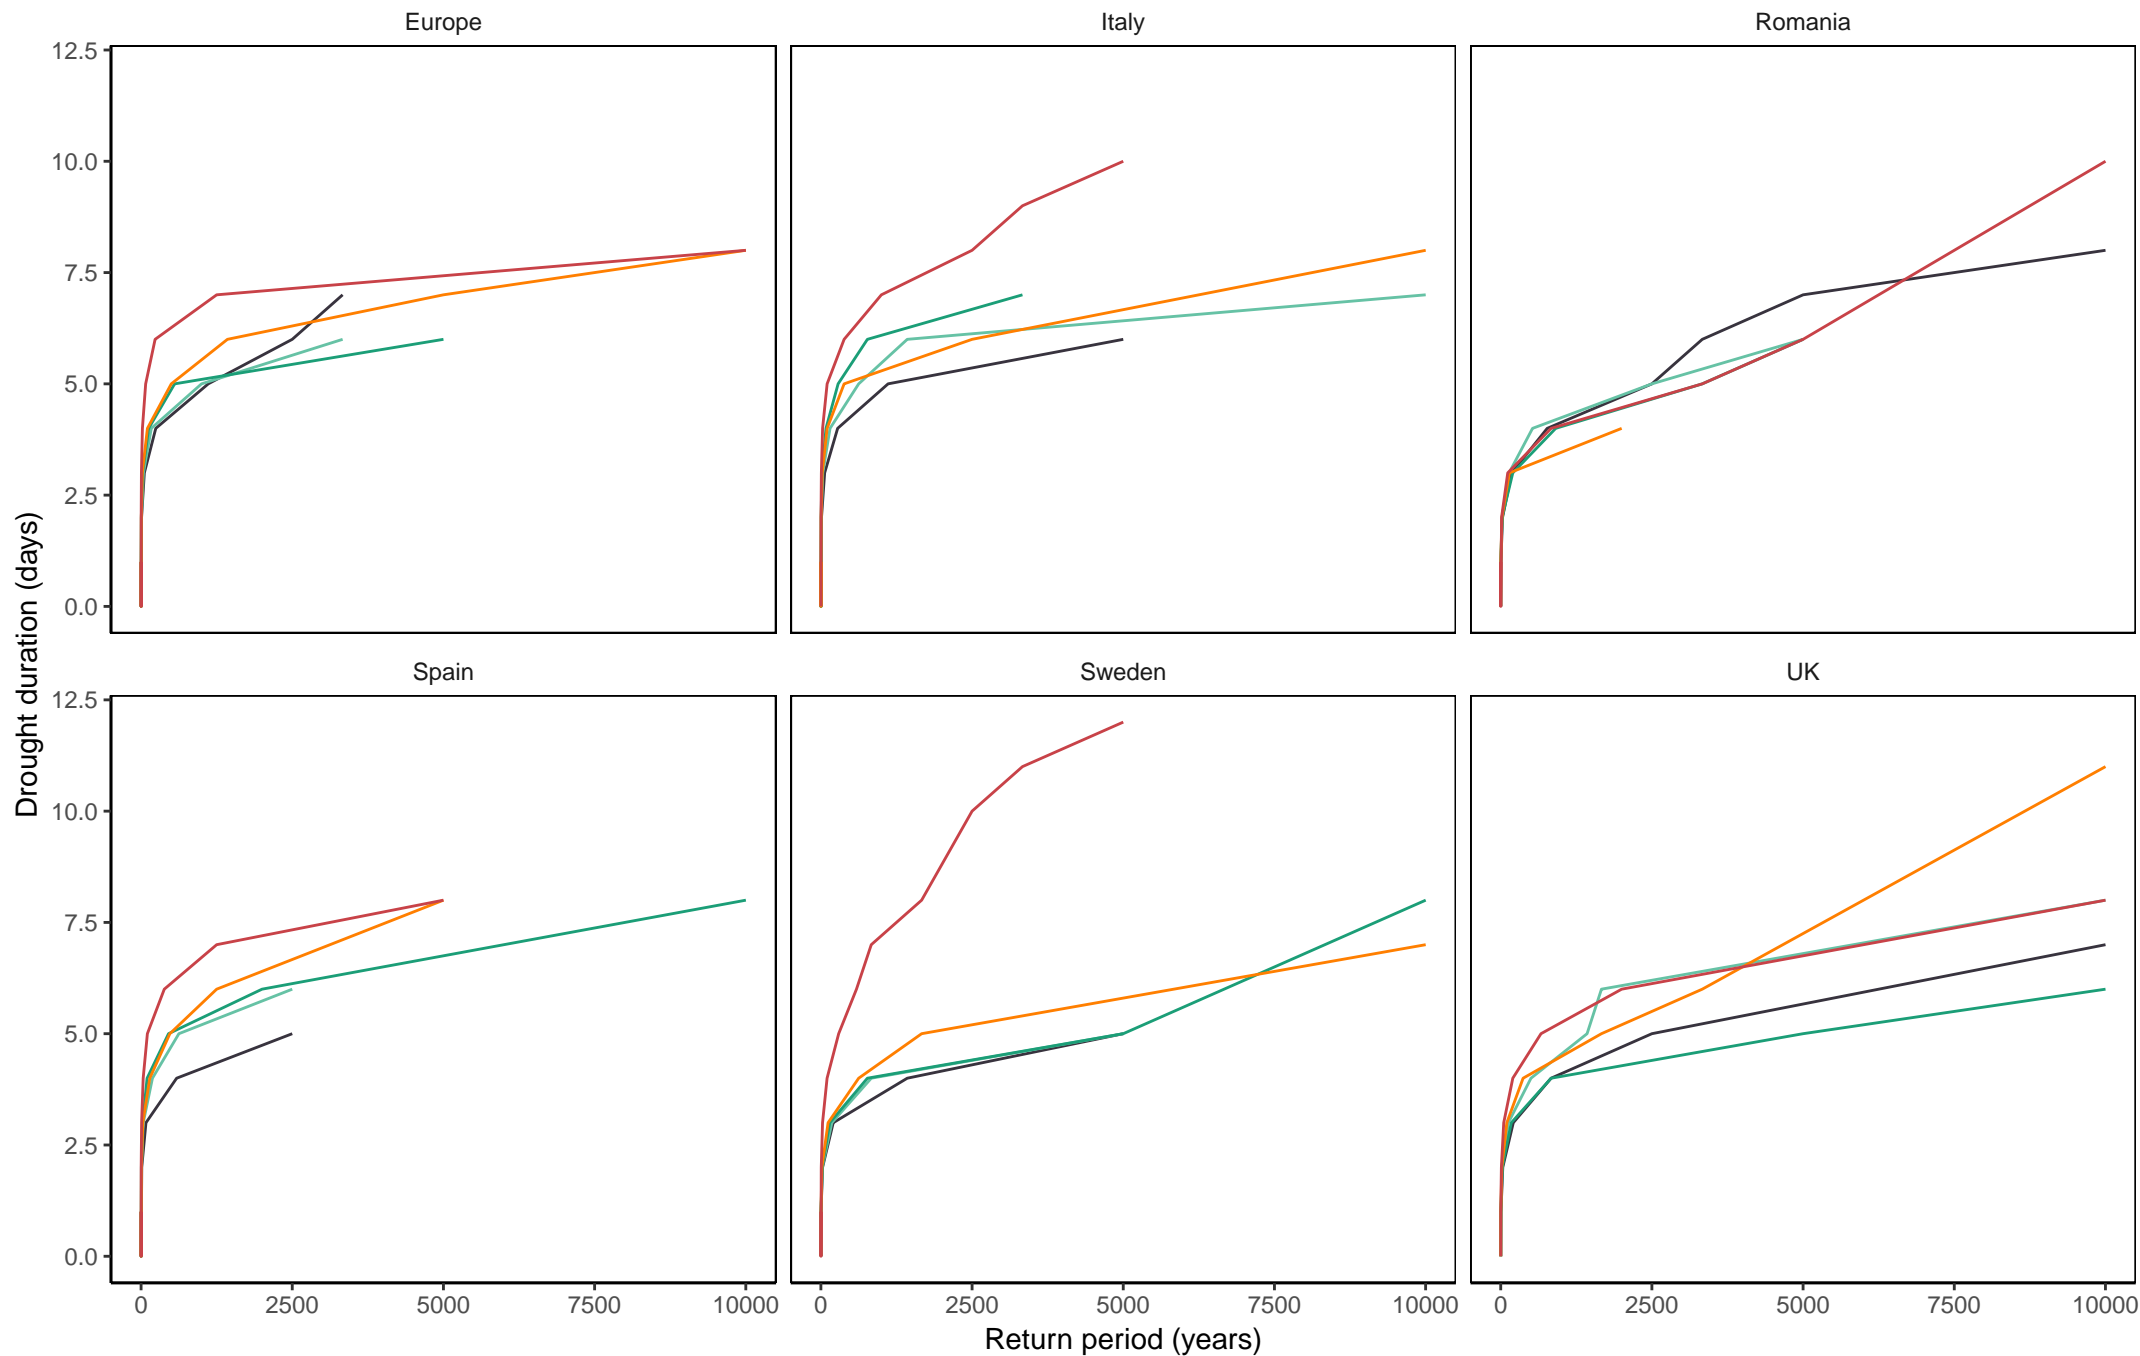 Europe Italy Romania
12.5
10.0
7.5
5.0
2.5
0.0
Drought duration (days)
Spain Sweden UK
12.5
10.0
7.5
5.0
2.5
0.0
0 2500 5000 7500 10000 0 2500 5000 7500 10000 0 2500 5000 7500 10000
Return period (years)